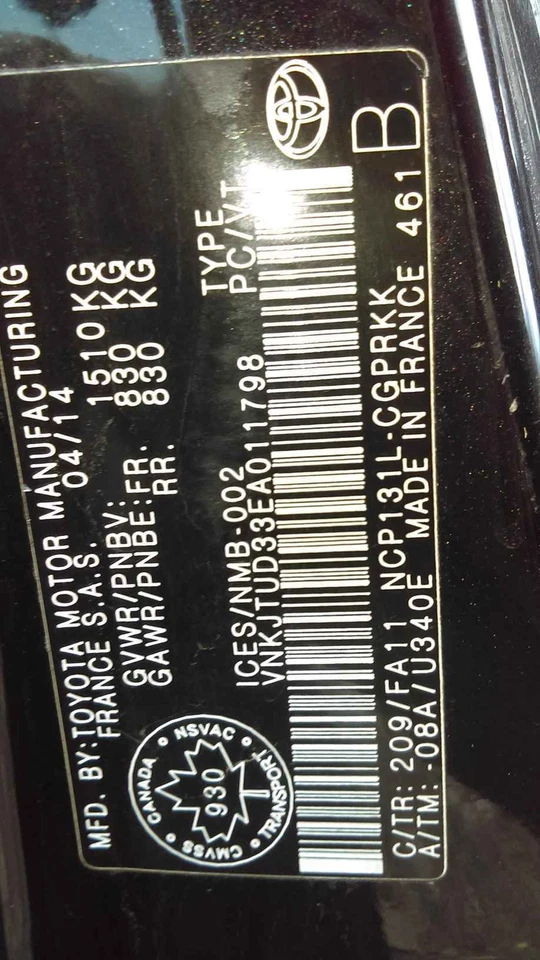 MFD. BY:TOYOTA MOTOR MANUFACTURING
FRANCE S.A.S. 04/14
GVWR/PNBV: 1510 KG
GAWR/PNBE:FR. 830 KG
RR. 830 KG
CANADA • NSVAC • TRANSPORT • CMVSS •
930
ICES/NMB-002 TYPE
VNKJTUD33EA011798 PC/VT
C/TR: 209/FA11 NCP131L-CGPRKK
A/TM: -08A/U340E MADE IN FRANCE 461
B